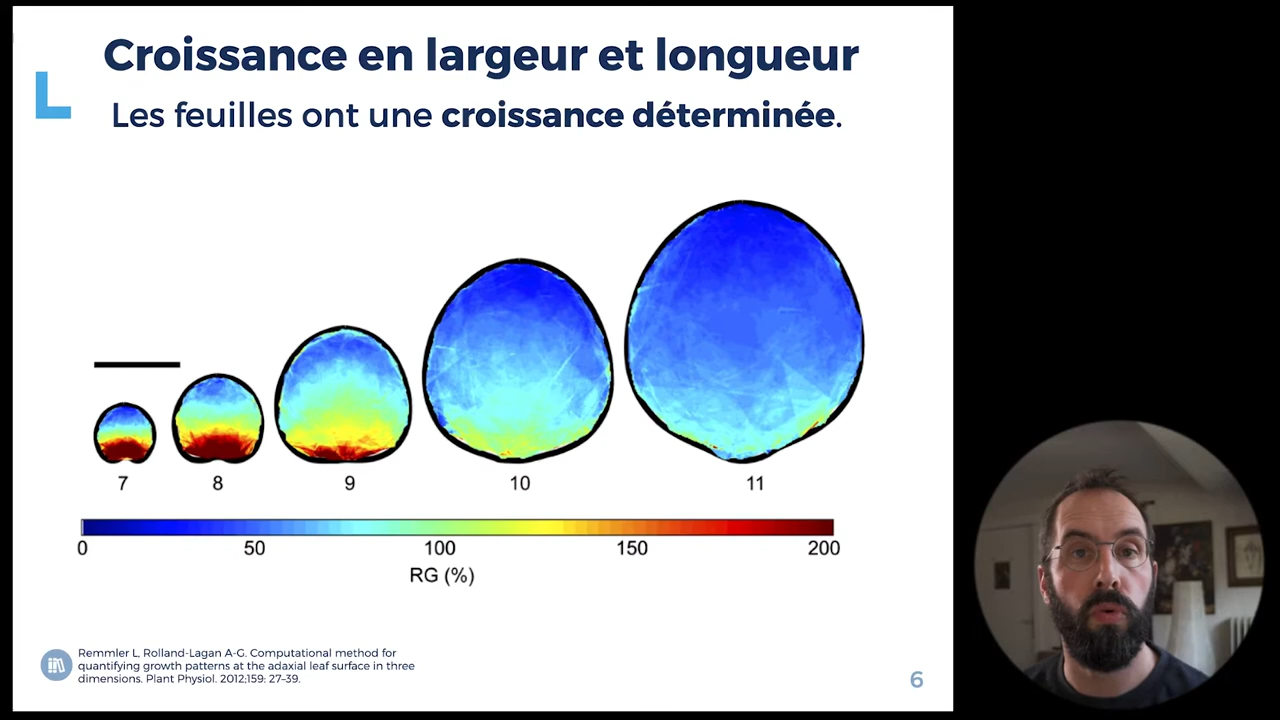 Croissance en largeur et longueur
Les feuilles ont une croissance déterminée.
7 8 9 10 11
0 50 100 150 200
RG (%)
Remmler L, Rolland-Lagan A-G. Computational method for
quantifying growth patterns at the adaxial leaf surface in three
dimensions. Plant Physiol. 2012;159: 27–39.
6